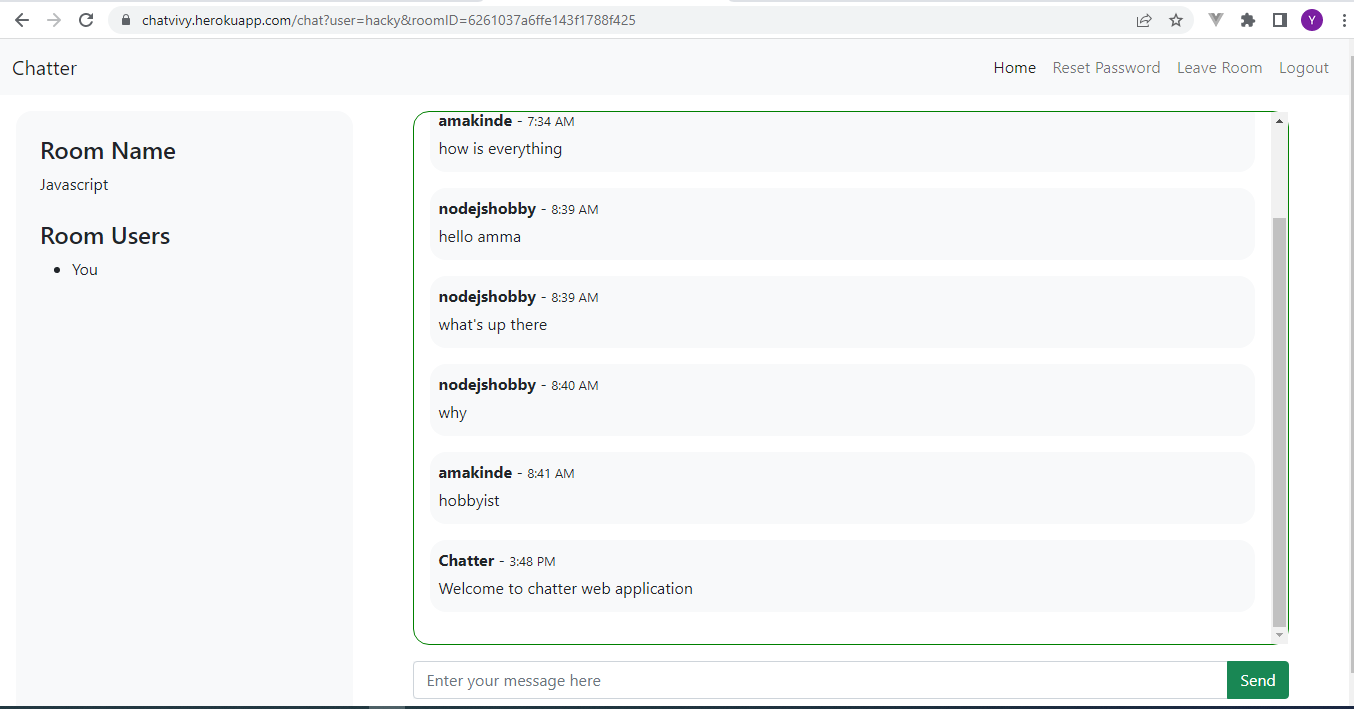 chatvivy.herokuapp.com/chat?user=hacky&roomID=6261037a6ffe143f1788f425
Y
Chatter
Home Reset Password Leave Room Logout
Room Name
Javascript
Room Users
You
amakinde - 7:34 AM
how is everything
nodejshobby - 8:39 AM
hello amma
nodejshobby - 8:39 AM
what's up there
nodejshobby - 8:40 AM
why
amakinde - 8:41 AM
hobbyist
Chatter - 3:48 PM
Welcome to chatter web application
Enter your message here
Send